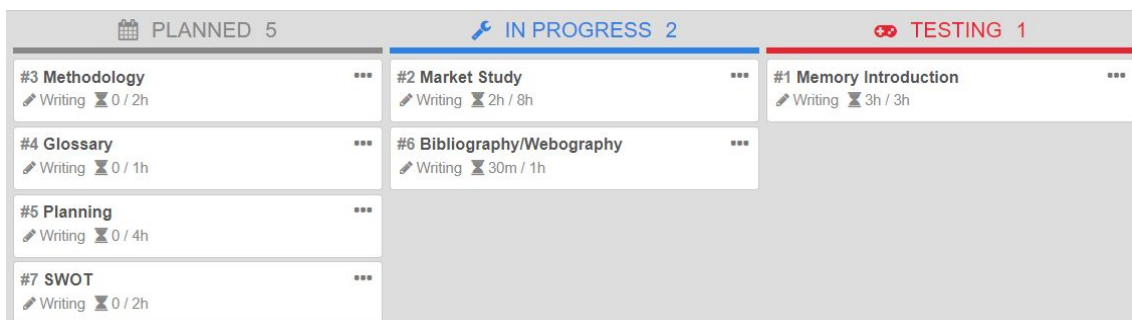 PLANNED 5
#3 Methodology
Writing 0 / 2h
#4 Glossary
Writing 0 / 1h
#5 Planning
Writing 0 / 4h
#7 SWOT
Writing 0 / 2h
IN PROGRESS 2
#2 Market Study
Writing 2h / 8h
#6 Bibliography/Webography
Writing 30m / 1h
TESTING 1
#1 Memory Introduction
Writing 3h / 3h